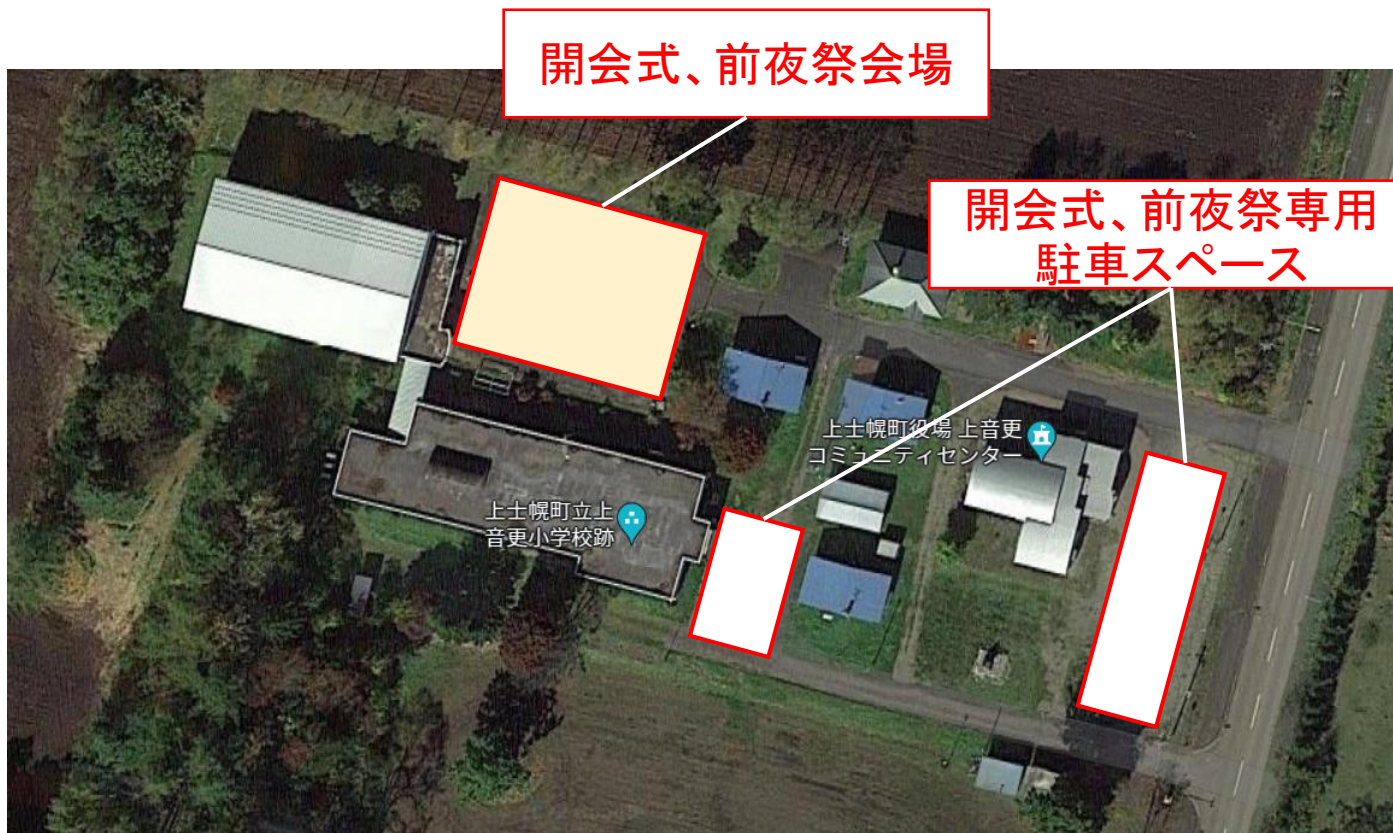 開会式、前夜祭会場
開会式、前夜祭専用
駐車スペース
上士幌町役場 上音更
コミュニティセンター
上士幌町立上
音更小学校跡